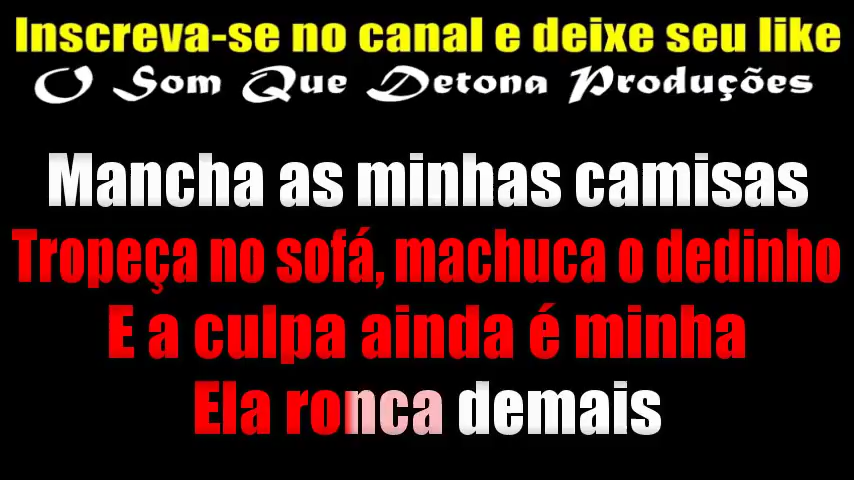 Inscreva-se no canal e deixe seu like
O Som Que Detona Produções
Mancha as minhas camisas
Tropeça no sofá, machuca o dedinho
E a culpa ainda é minha
Ela ronca demais